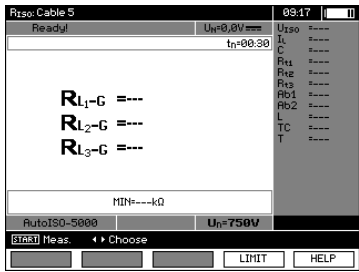 RISO: Cable 5 09:17
Ready! UN=0,0V
tn=00:30
RL1-G =---
RL2-G =---
RL3-G =---
MIN=---kΩ
UISO =---
IL =---
C =---
Rt1 =---
Rt2 =---
Rt3 =---
Ab1 =---
Ab2 =---
L =---
TC =---
T =---
AutoISO-5000 Un=750V
START Meas. Choose
LIMIT HELP